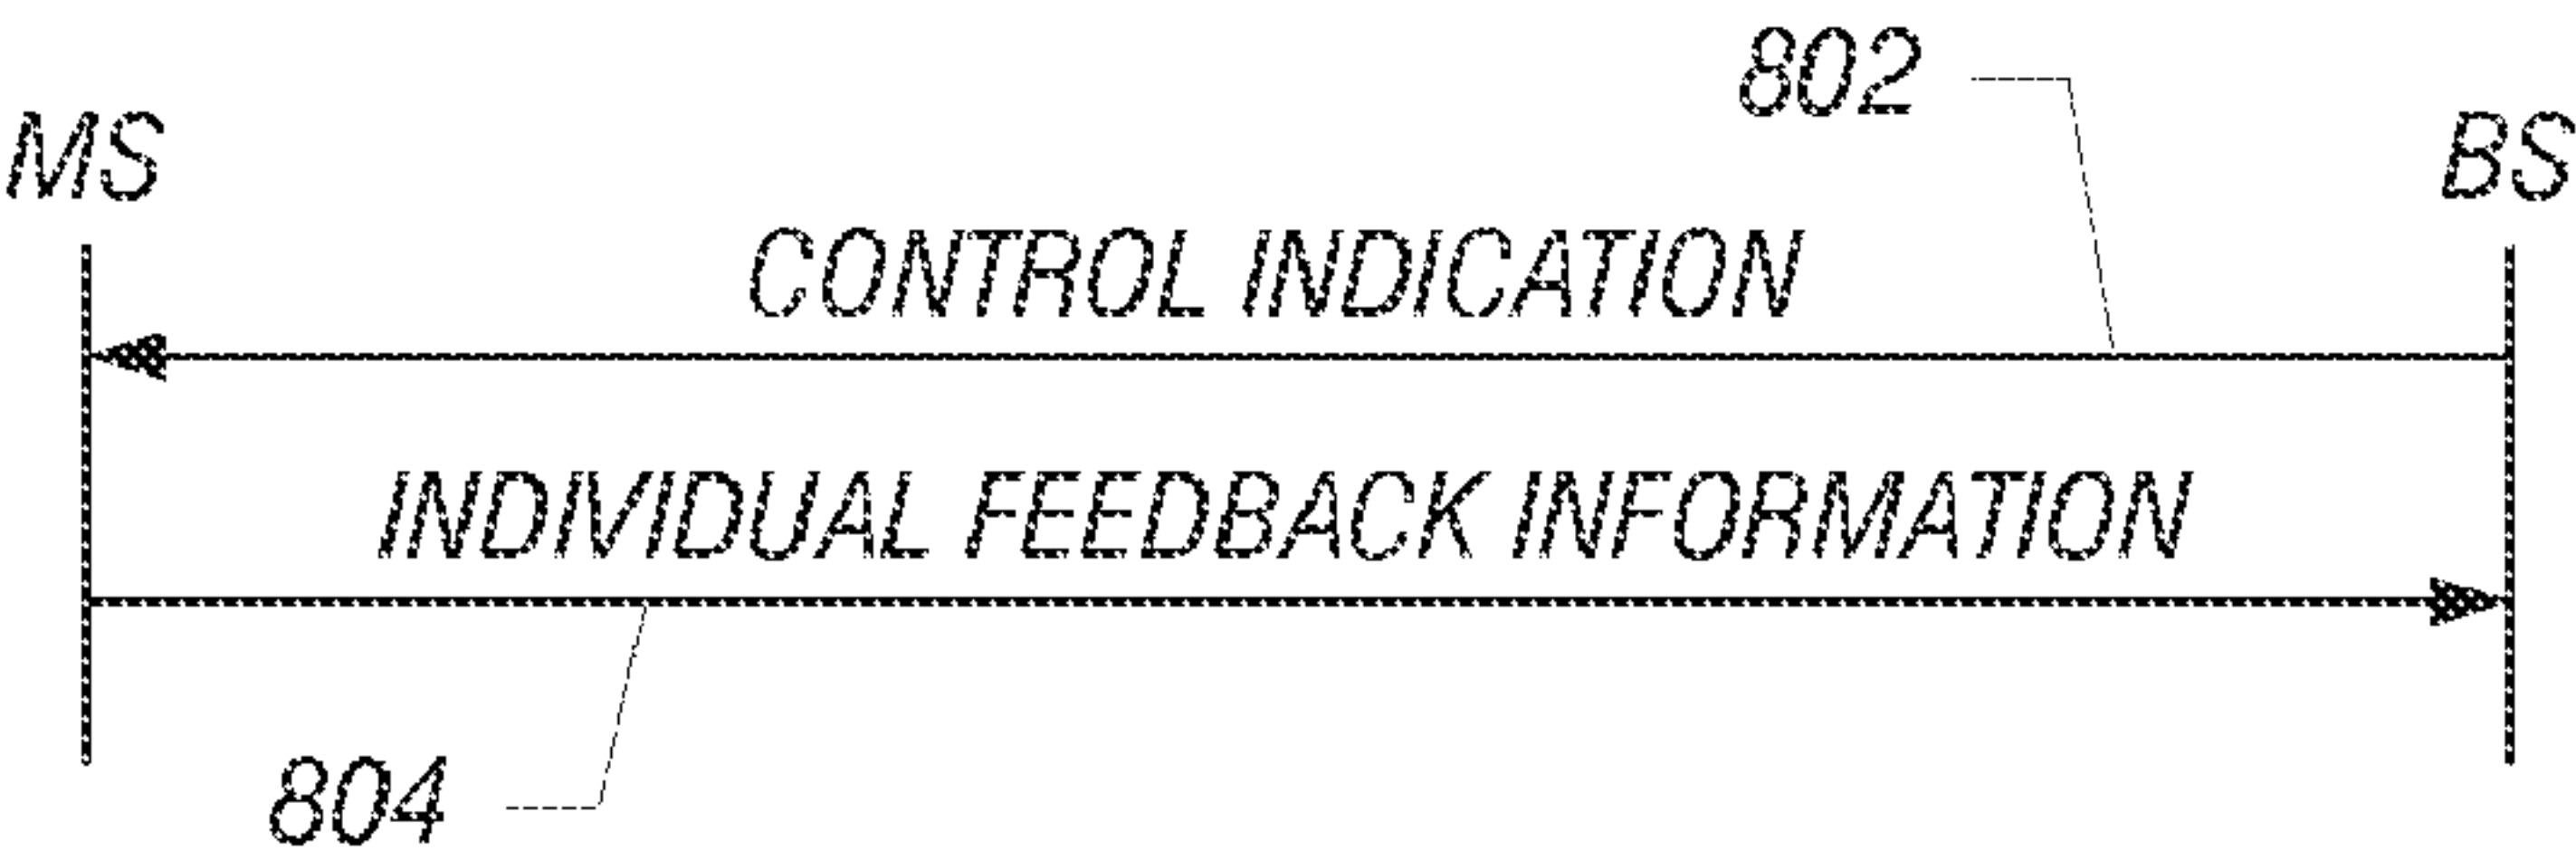 802
MS
BS
CONTROL INDICATION
INDIVIDUAL FEEDBACK INFORMATION
804